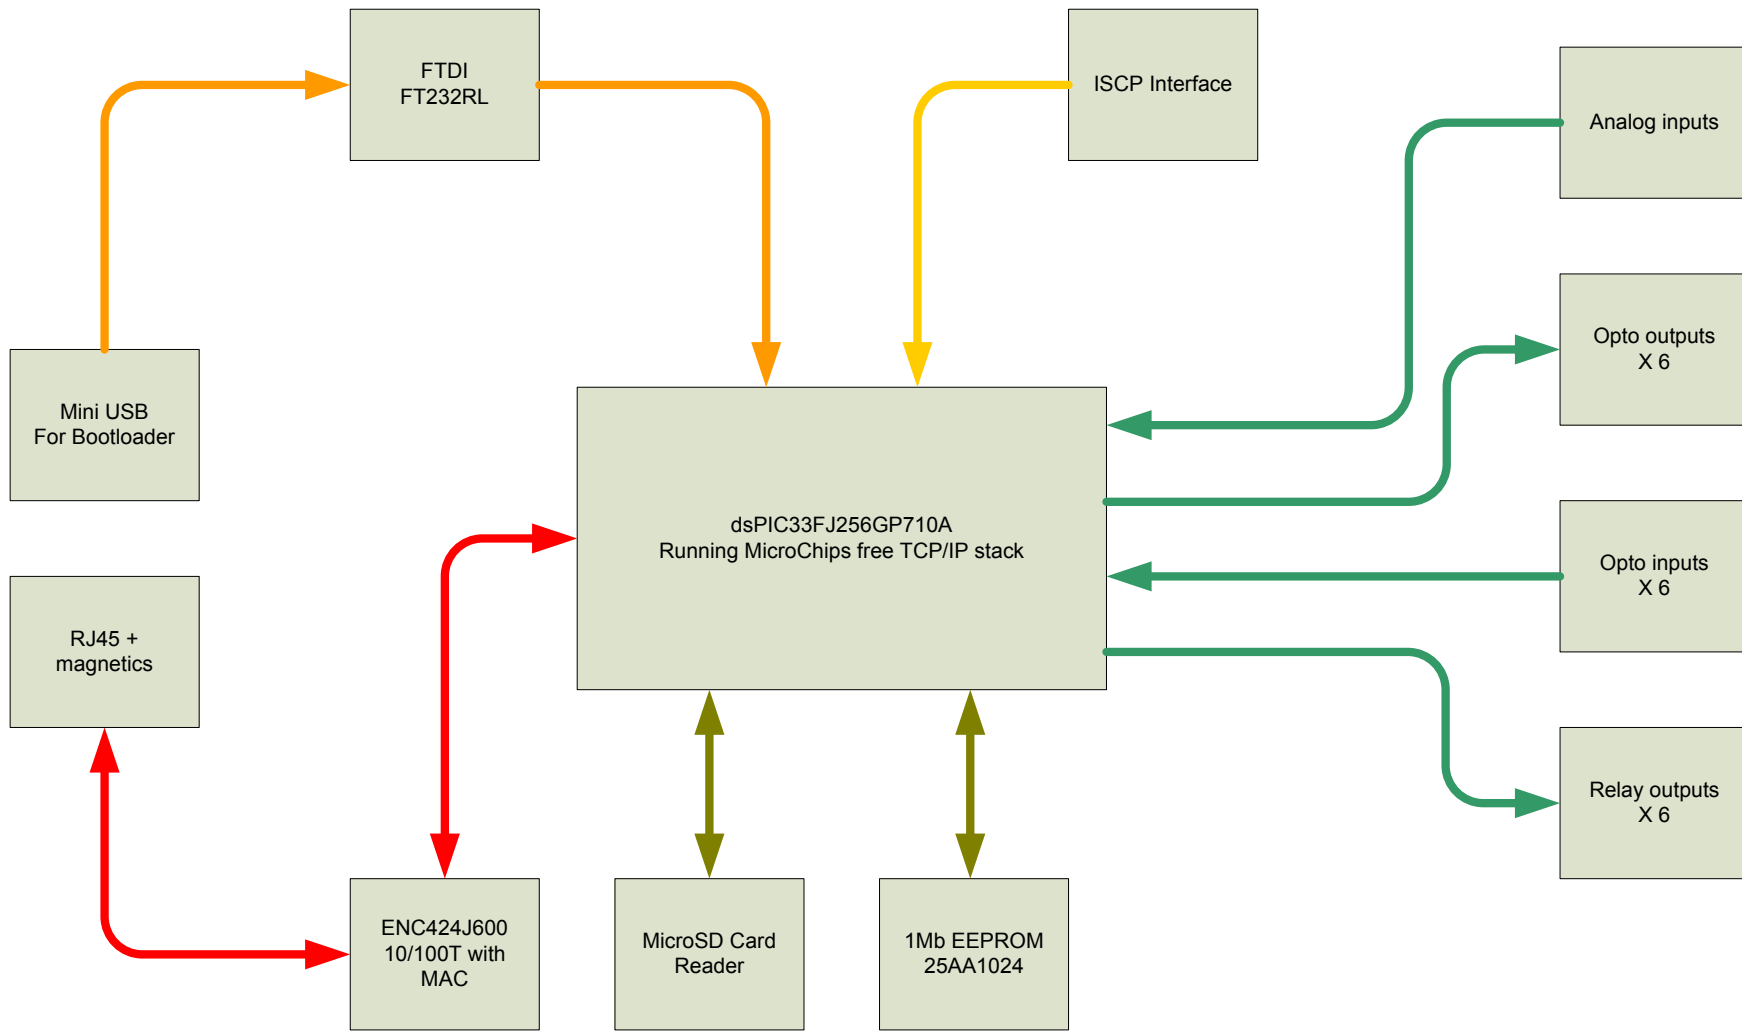 FTDI
FT232RL
ISCP Interface
Analog inputs
Opto outputs
X 6
Mini USB
For Bootloader
dsPIC33FJ256GP710A
Running MicroChips free TCP/IP stack
Opto inputs
X 6
RJ45 +
magnetics
Relay outputs
X 6
ENC424J600
10/100T with
MAC
MicroSD Card
Reader
1Mb EEPROM
25AA1024